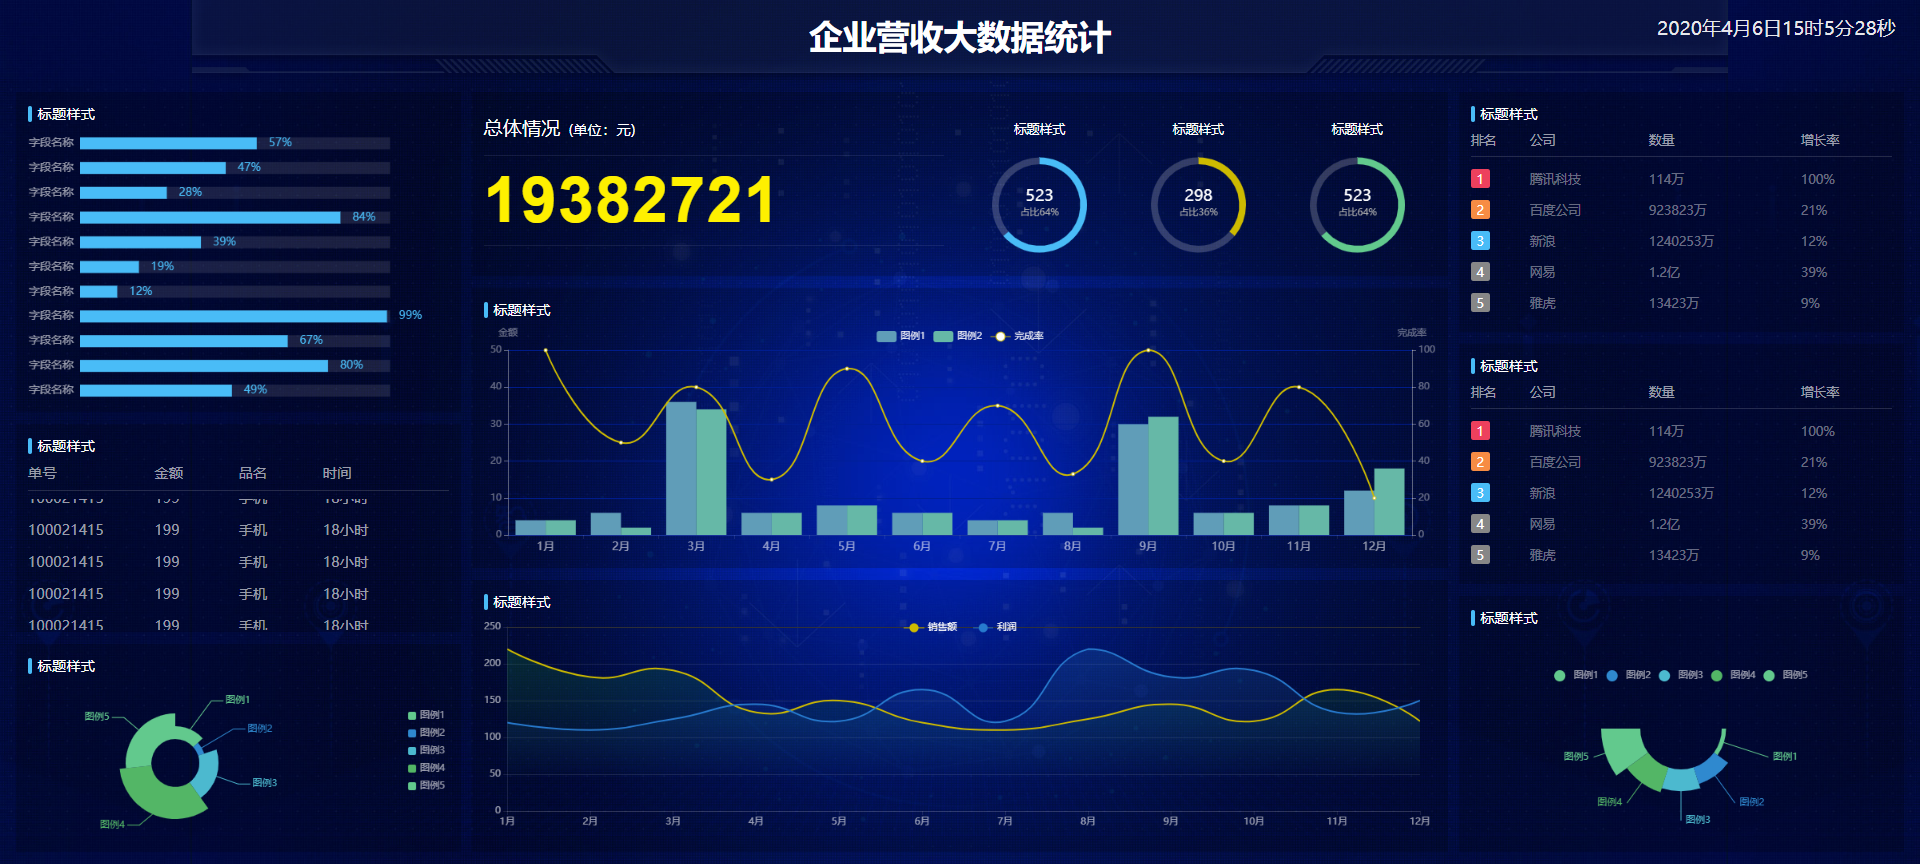 企业营收大数据统计
2020年4月6日15时5分28秒
标题样式
字段名称 57%
字段名称 47%
字段名称 28%
字段名称 84%
字段名称 39%
字段名称 19%
字段名称 12%
字段名称 99%
字段名称 67%
字段名称 80%
字段名称 49%
标题样式
单号 金额 品名 时间
100021415 199 手机 18小时
100021415 199 手机 18小时
100021415 199 手机 18小时
100021415 199 手机 18小时
100021415 199 手机 18小时
标题样式
图例1
图例2
图例3
图例4
图例5
图例1
图例2
图例3
图例4
图例5
总体情况 (单位：元)
19382721
标题样式
523
占比64%
标题样式
298
占比36%
标题样式
523
占比64%
标题样式
金额
图例1 图例2 完成率
完成率
50
40
30
20
10
0
100
80
60
40
20
0
1月 2月 3月 4月 5月 6月 7月 8月 9月 10月 11月 12月
标题样式
销售额 利润
250
200
150
100
50
0
1月 2月 3月 4月 5月 6月 7月 8月 9月 10月 11月 12月
标题样式
排名 公司 数量 增长率
1 腾讯科技 114万 100%
2 百度公司 923823万 21%
3 新浪 1240253万 12%
4 网易 1.2亿 39%
5 雅虎 13423万 9%
标题样式
排名 公司 数量 增长率
1 腾讯科技 114万 100%
2 百度公司 923823万 21%
3 新浪 1240253万 12%
4 网易 1.2亿 39%
5 雅虎 13423万 9%
标题样式
图例1 图例2 图例3 图例4 图例5
图例5
图例1
图例4
图例2
图例3